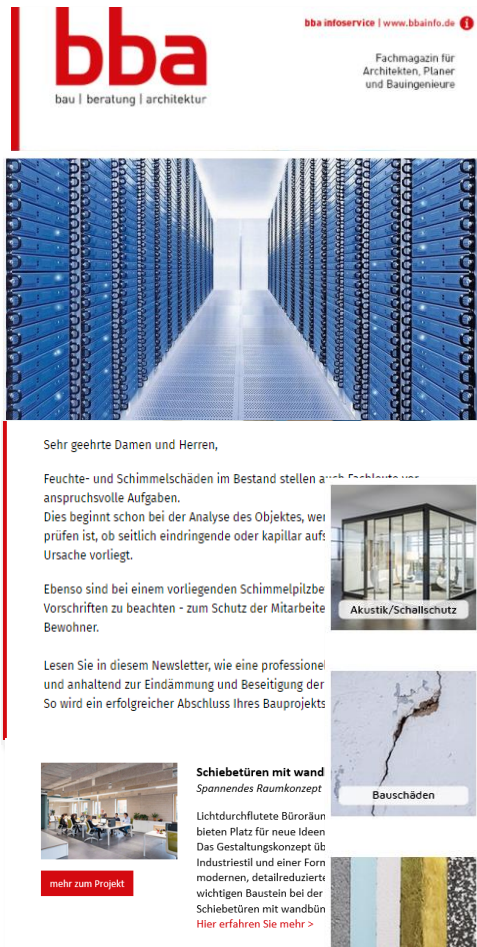 bba
bau | beratung | architektur
bba infoservice | www.bbainfo.de
Fachmagazin für
Architekten, Planer
und Bauingenieure
Sehr geehrte Damen und Herren,
Feuchte- und Schimmelschäden im Bestand stellen auch Fachleute vor
anspruchsvolle Aufgaben.
Dies beginnt schon bei der Analyse des Objektes, wer
prüfen ist, ob seitlich eindringende oder kapillar aufs
Ursache vorliegt.
Ebenso sind bei einem vorliegenden Schimmelpilzbe
Vorschriften zu beachten - zum Schutz der Mitarbeite
Bewohner.
Lesen Sie in diesem Newsletter, wie eine professionel
und anhaltend zur Eindämmung und Beseitigung der
So wird ein erfolgreicher Abschluss Ihres Bauprojekts
Akustik/Schallschutz
Bauschäden
Schiebetüren mit wand
Spannendes Raumkonzept
Lichtdurchflutete Büroräun
bieten Platz für neue Ideen
Das Gestaltungskonzept üb
Industriestil und einer Forn
modernen, detailreduzierte
wichtigen Baustein bei der
Schiebetüren mit wandbün
Hier erfahren Sie mehr >
mehr zum Projekt